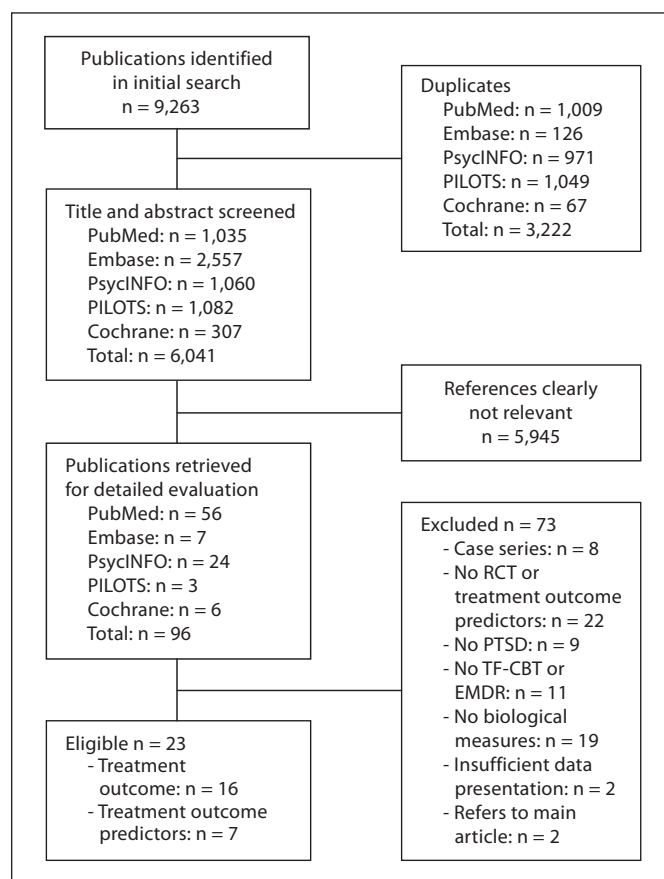 Publications identified
in initial search
n = 9,263
Duplicates
PubMed: n = 1,009
Embase: n = 126
PsycINFO: n = 971
PILOTS: n = 1,049
Cochrane: n = 67
Total: n = 3,222
Title and abstract screened
PubMed: n = 1,035
Embase: n = 2,557
PsycINFO: n = 1,060
PILOTS: n = 1,082
Cochrane: n = 307
Total: n = 6,041
References clearly
not relevant
n = 5,945
Publications retrieved
for detailed evaluation
PubMed: n = 56
Embase: n = 7
PsycINFO: n = 24
PILOTS: n = 3
Cochrane: n = 6
Total: n = 96
Excluded n = 73
- Case series: n = 8
- No RCT or
treatment outcome
predictors: n = 22
- No PTSD: n = 9
- No TF-CBT or
EMDR: n = 11
- No biological
measures: n = 19
- Insufficient data
presentation: n = 2
- Refers to main
article: n = 2
Eligible n = 23
- Treatment
outcome: n = 16
- Treatment outcome
predictors: n = 7